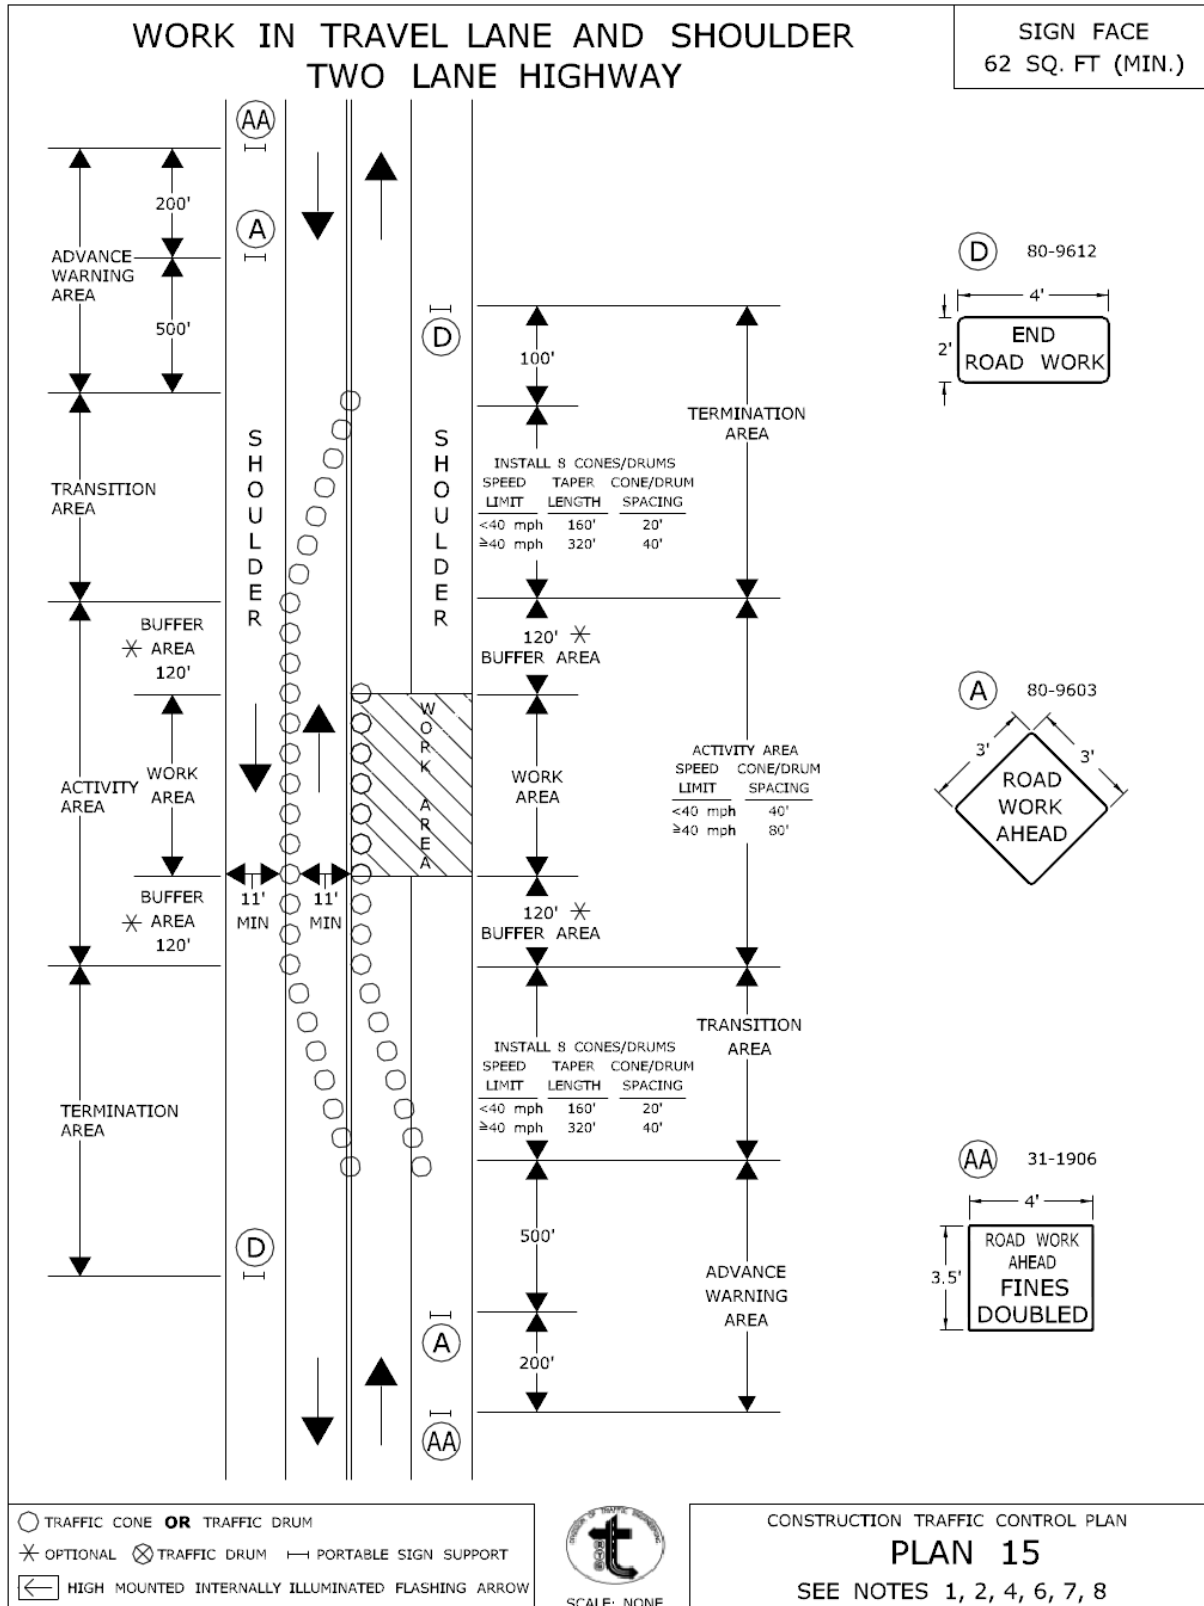 WORK IN TRAVEL LANE AND SHOULDER
TWO LANE HIGHWAY
SIGN FACE
62 SQ. FT (MIN.)
AA
200'
A
ADVANCE
WARNING
AREA
500'
D
100'
SHOULDER
SHOULDER
TRANSITION
AREA
TERMINATION
AREA
INSTALL 8 CONES/DRUMS
SPEED TAPER CONE/DRUM
LIMIT LENGTH SPACING
<40 mph 160' 20'
≥40 mph 320' 40'
BUFFER
AREA
120'
120'
BUFFER AREA
WORK AREA
ACTIVITY
AREA
WORK
AREA
WORK
AREA
ACTIVITY AREA
SPEED CONE/DRUM
LIMIT SPACING
<40 mph 40'
≥40 mph 80'
BUFFER
AREA
120'
11'
MIN
11'
MIN
120'
BUFFER AREA
TRANSITION
AREA
INSTALL 8 CONES/DRUMS
SPEED TAPER CONE/DRUM
LIMIT LENGTH SPACING
<40 mph 160' 20'
≥40 mph 320' 40'
TERMINATION
AREA
D
500'
ADVANCE
WARNING
AREA
A
200'
AA
D 80-9612
4'
2'
END
ROAD WORK
A 80-9603
3' 3'
ROAD
WORK
AHEAD
AA 31-1906
4'
3.5'
ROAD WORK
AHEAD
FINES
DOUBLED
TRAFFIC CONE OR TRAFFIC DRUM
OPTIONAL TRAFFIC DRUM PORTABLE SIGN SUPPORT
HIGH MOUNTED INTERNALLY ILLUMINATED FLASHING ARROW
DIVISION OF TRAFFIC ENGINEERING
SCALE: NONE
CONSTRUCTION TRAFFIC CONTROL PLAN
PLAN 15
SEE NOTES 1, 2, 4, 6, 7, 8